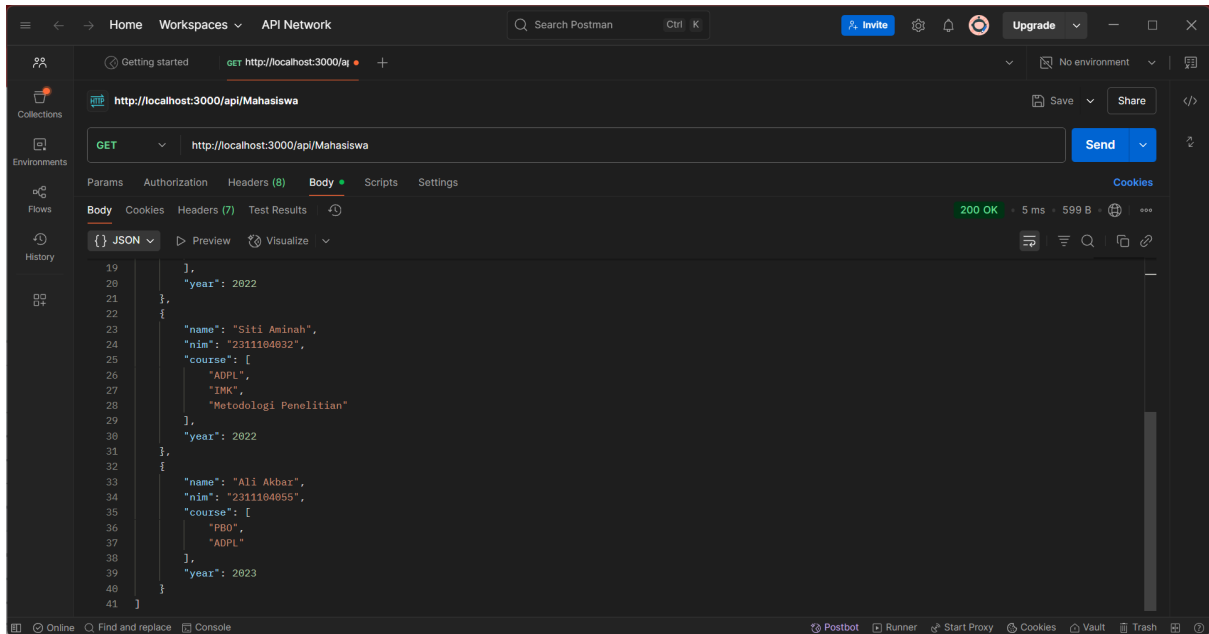 Home Workspaces API Network Search Postman Ctrl K Invite Upgrade
Getting started GET http://localhost:3000/a No environment
HTTP http://localhost:3000/api/Mahasiswa Save Share
Collections
GET http://localhost:3000/api/Mahasiswa Send
Environments
Params Authorization Headers (8) Body Scripts Settings Cookies
Flows
Body Cookies Headers (7) Test Results 200 OK 5 ms 599 B
{} JSON Preview Visualize
History
19 ],
20 "year": 2022
21 },
22 {
23 "name": "Siti Aminah",
24 "nim": "2311104032",
25 "course": [
26 "ADPL",
27 "IMK",
28 "Metodologi Penelitian"
29 ],
30 "year": 2022
31 },
32 {
33 "name": "Ali Akbar",
34 "nim": "2311104055",
35 "course": [
36 "PBO",
37 "ADPL"
38 ],
39 "year": 2023
40 }
41 ]
Online Find and replace Console Postbot Runner Start Proxy Cookies Vault Trash